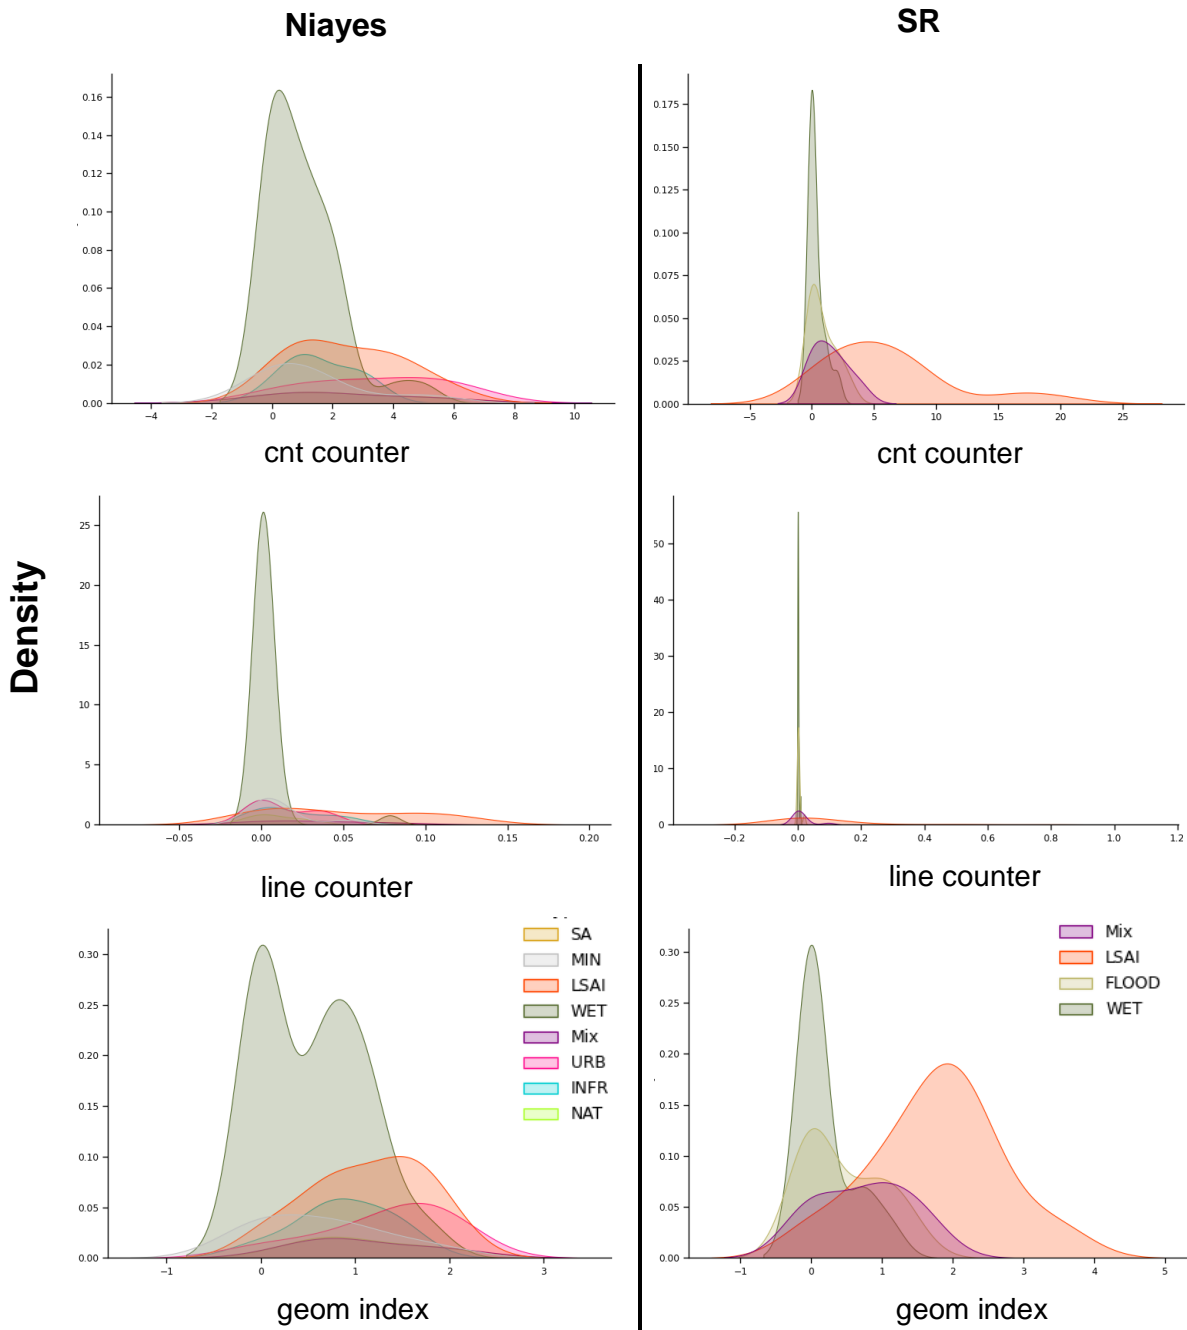 Niayes
SR
0.16
0.14
0.12
0.10
0.08
0.06
0.04
0.02
0.00
−4 −2 0 2 4 6 8 10
cnt counter
0.175
0.150
0.125
0.100
0.075
0.050
0.025
0.000
−5 0 5 10 15 20 25
cnt counter
Density
25
20
15
10
5
0
−0.05 0.00 0.05 0.10 0.15 0.20
line counter
50
40
30
20
10
0
−0.2 0.0 0.2 0.4 0.6 0.8 1.0 1.2
line counter
SA
MIN
LSAI
WET
Mix
URB
INFR
NAT
0.30
0.25
0.20
0.15
0.10
0.05
0.00
−1 0 1 2 3
geom index
Mix
LSAI
FLOOD
WET
0.30
0.25
0.20
0.15
0.10
0.05
0.00
−1 0 1 2 3 4 5
geom index